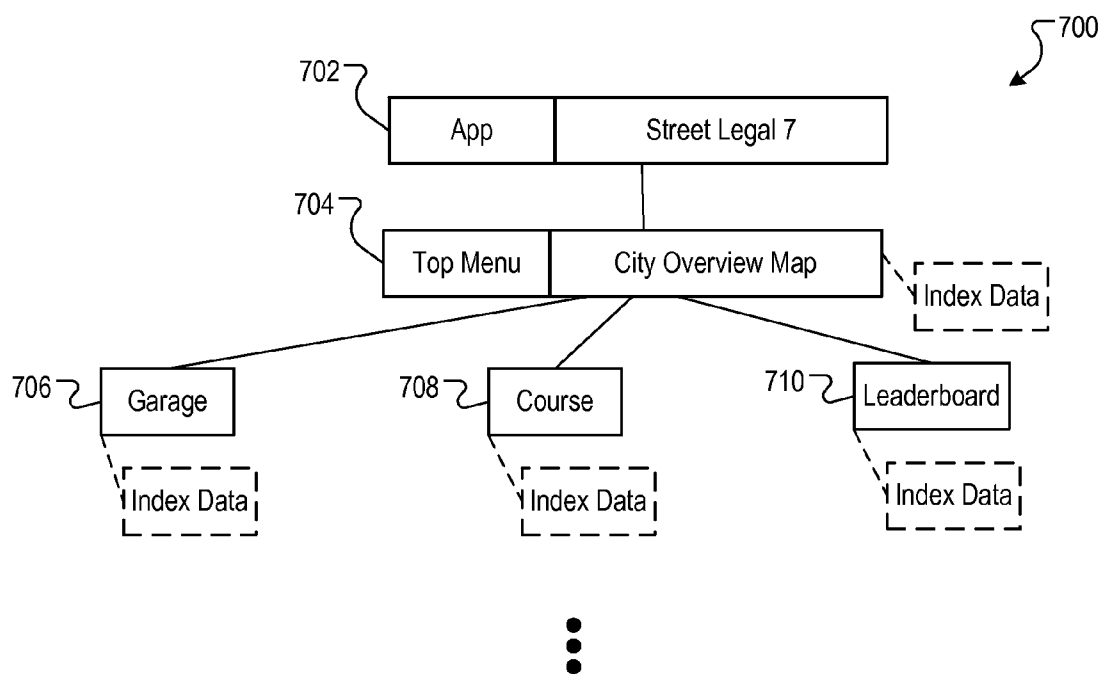 700
702
App Street Legal 7
704
Top Menu City Overview Map
Index Data
706
Garage
708
Course
710
Leaderboard
Index Data
Index Data
Index Data